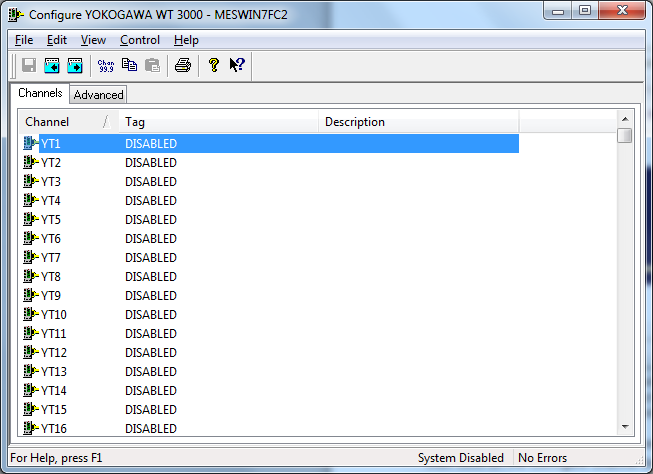 Configure YOKOGAWA WT 3000 - MESWIN7FC2
File Edit View Control Help
Chan
99.9
Channels Advanced
Channel Tag Description
YT1 DISABLED
YT2 DISABLED
YT3 DISABLED
YT4 DISABLED
YT5 DISABLED
YT6 DISABLED
YT7 DISABLED
YT8 DISABLED
YT9 DISABLED
YT10 DISABLED
YT11 DISABLED
YT12 DISABLED
YT13 DISABLED
YT14 DISABLED
YT15 DISABLED
YT16 DISABLED
For Help, press F1 System Disabled No Errors